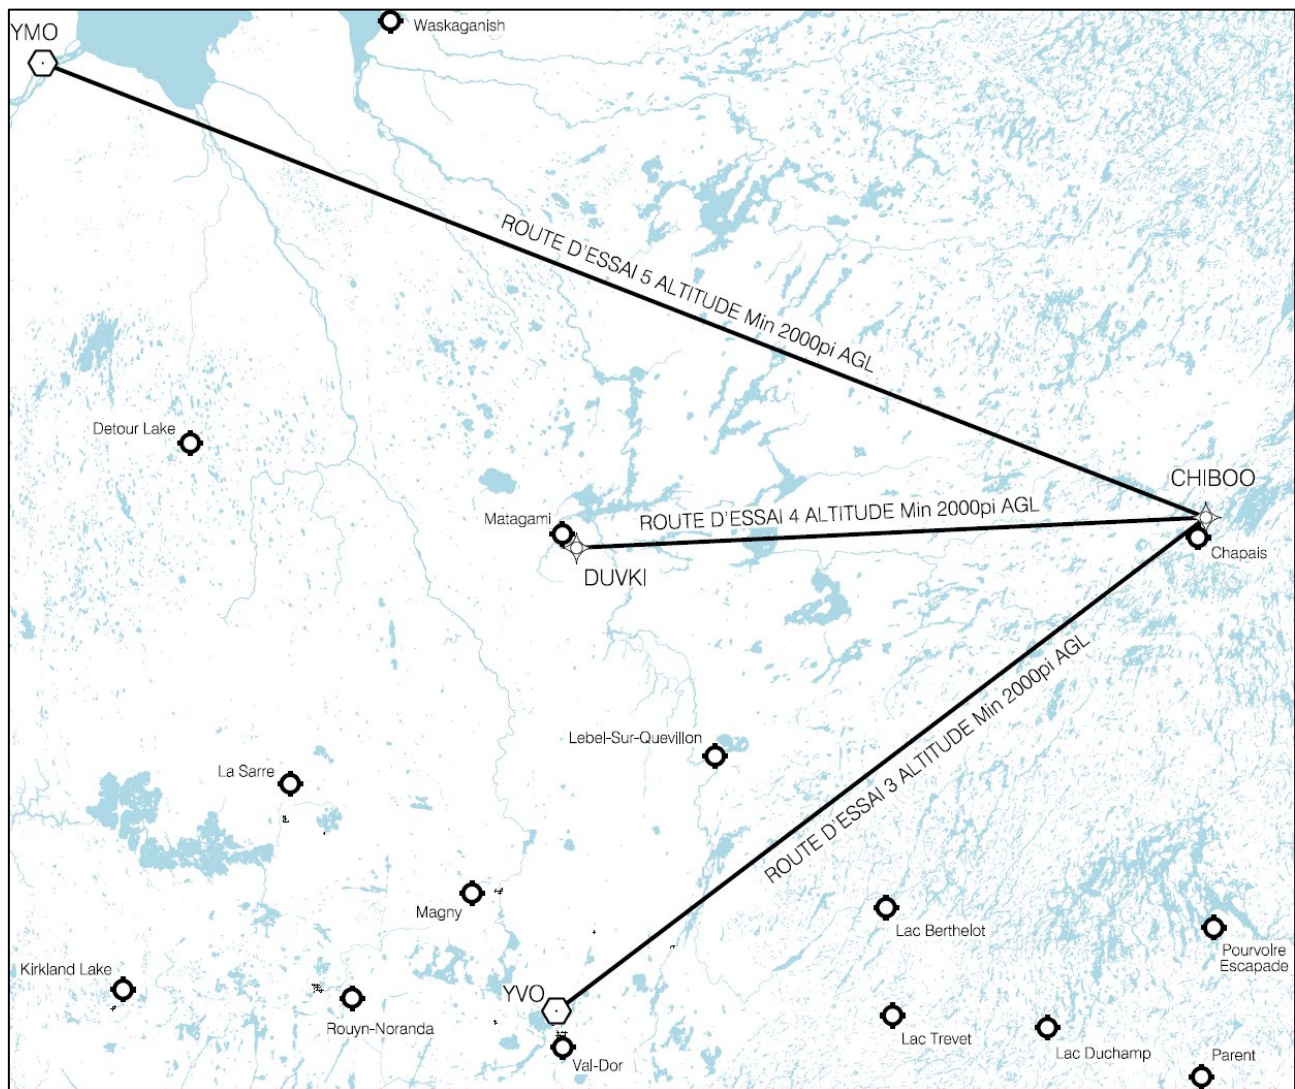 YMO
Waskaganish
ROUTE D'ESSAI 5 ALTITUDE Min 2000pi AGL
Detour Lake
CHIBOO
Matagami
ROUTE D'ESSAI 4 ALTITUDE Min 2000pi AGL
Chapais
DUVKI
ROUTE D'ESSAI 3 ALTITUDE Min 2000pi AGL
Lebel-Sur-Quevillon
La Sarre
Magny
Lac Berthelot
Pourvoire
Escapade
Kirkland Lake
YVO
Rouyn-Noranda
Lac Trevet
Lac Duchamp
Val-Dor
Parent